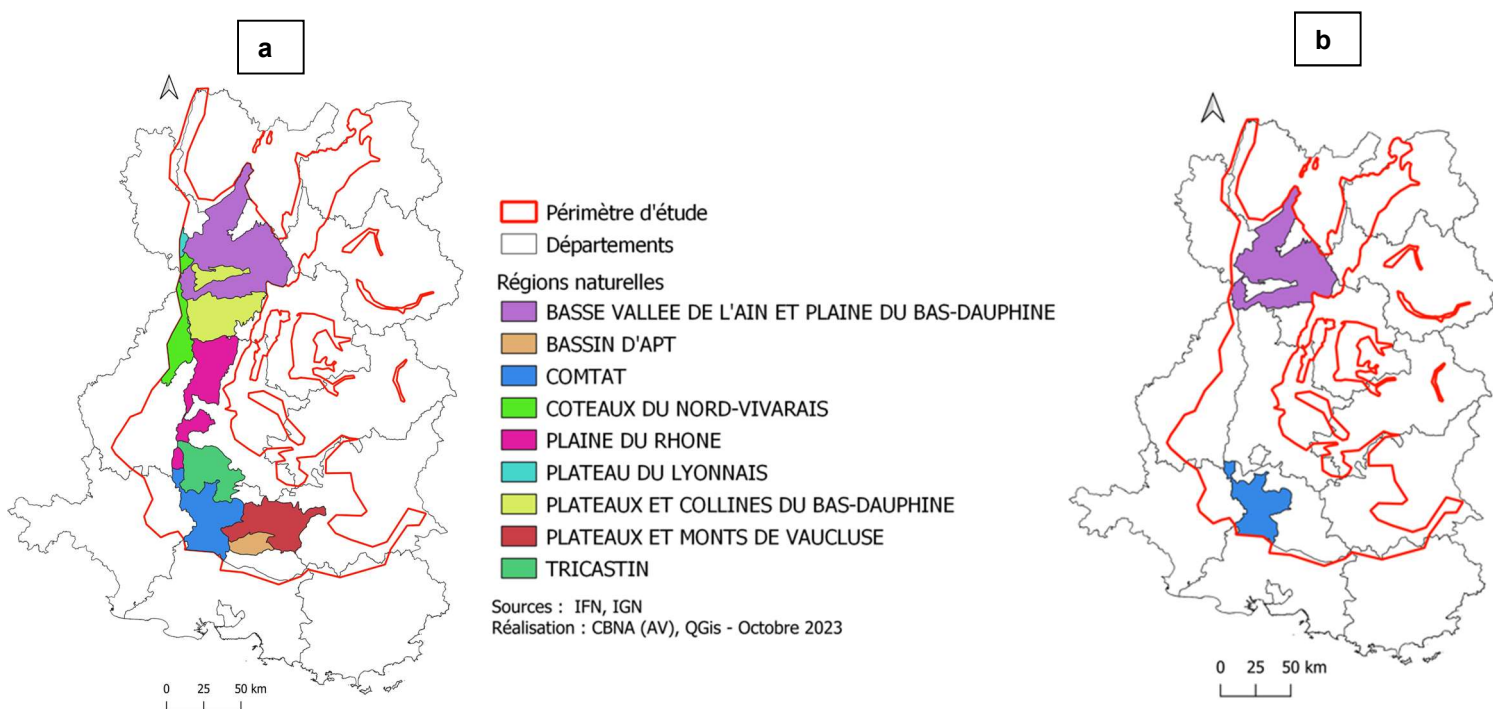 a
b
Périmètre d'étude
Départements
Régions naturelles
BASSE VALLEE DE L'AIN ET PLAINE DU BAS-DAUPHINE
BASSIN D'APT
COMTAT
COTEAUX DU NORD-VIVARAIS
PLAINE DU RHONE
PLATEAU DU LYONNAIS
PLATEAUX ET COLLINES DU BAS-DAUPHINE
PLATEAUX ET MONTS DE VAUCLUSE
TRICASTIN
Sources : IFN, IGN
Réalisation : CBNA (AV), QGis - Octobre 2023
0 25 50 km
0 25 50 km